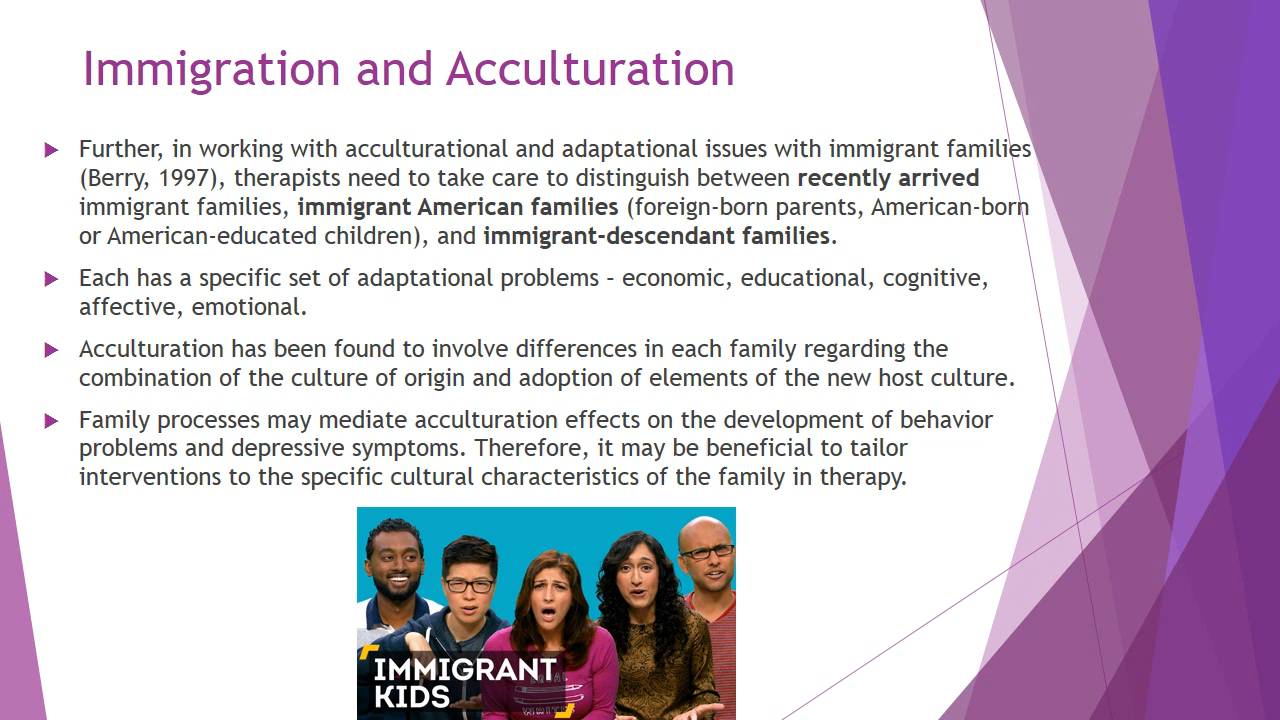 Immigration and Acculturation
Further, in working with acculturational and adaptational issues with immigrant families
(Berry, 1997), therapists need to take care to distinguish between recently arrived
immigrant families, immigrant American families (foreign-born parents, American-born
or American-educated children), and immigrant-descendant families.
Each has a specific set of adaptational problems – economic, educational, cognitive,
affective, emotional.
Acculturation has been found to involve differences in each family regarding the
combination of the culture of origin and adoption of elements of the new host culture.
Family processes may mediate acculturation effects on the development of behavior
problems and depressive symptoms. Therefore, it may be beneficial to tailor
interventions to the specific cultural characteristics of the family in therapy.
IMMIGRANT
KIDS